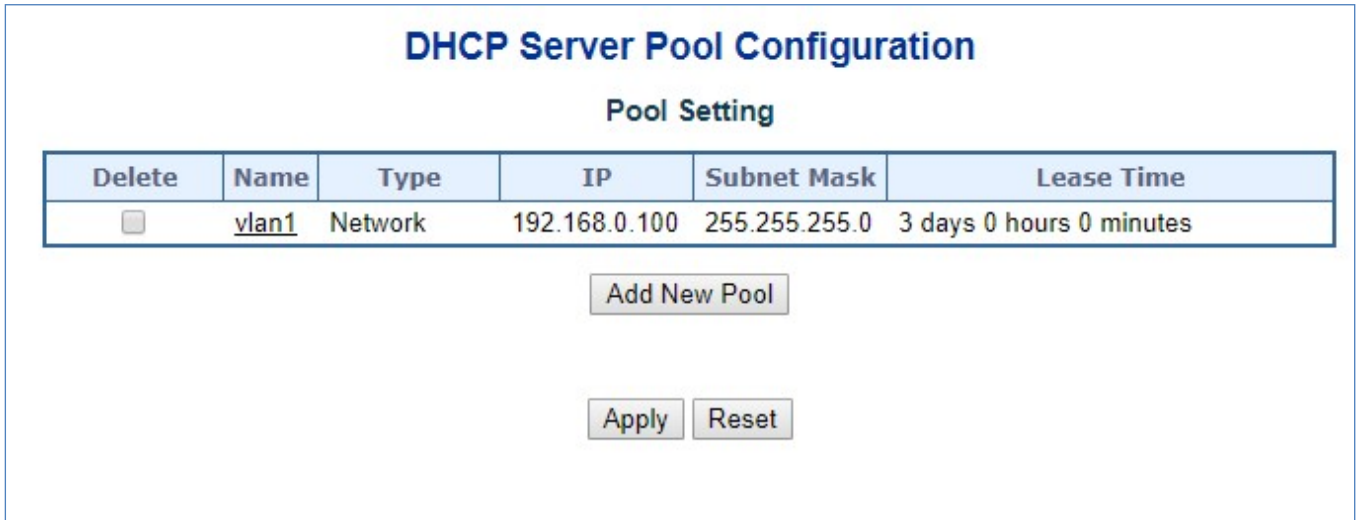 DHCP Server Pool Configuration
Pool Setting
Delete Name Type IP Subnet Mask Lease Time
vlan1 Network 192.168.0.100 255.255.255.0 3 days 0 hours 0 minutes
Add New Pool
Apply Reset